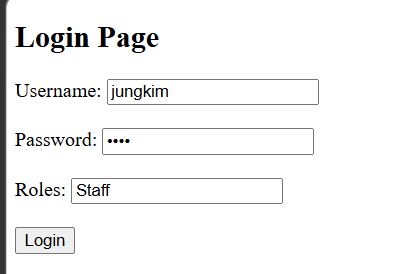 Login Page
Username: jungkim
Password: ••••
Roles: Staff
Login